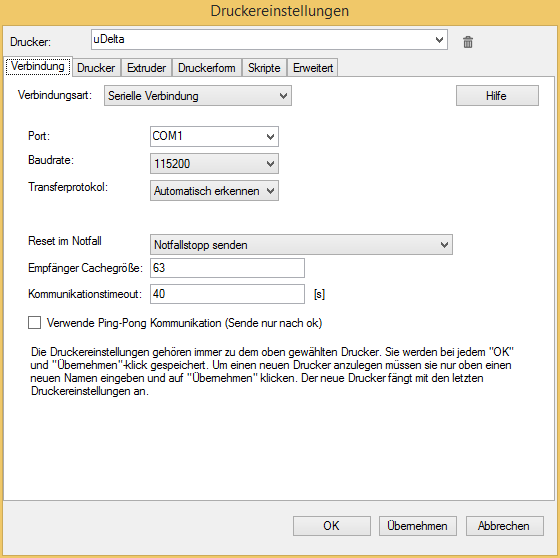 Druckereinstellungen
Drucker: uDelta
Verbindung Drucker Extruder Druckerform Skripte Erweitert
Verbindungsart: Serielle Verbindung Hilfe
Port: COM1
Baudrate: 115200
Transferprotokol: Automatisch erkennen
Reset im Notfall Notfallstopp senden
Empfänger Cachegröße: 63
Kommunikationstimeout: 40 [s]
Verwende Ping-Pong Kommunikation (Sende nur nach ok)
Die Druckereinstellungen gehören immer zu dem oben gewählten Drucker. Sie werden bei jedem "OK"
und "Übernehmen"-klick gespeichert. Um einen neuen Drucker anzulegen müssen sie nur oben einen
neuen Namen eingeben und auf "Übernehmen" klicken. Der neue Drucker fängt mit den letzten
Druckereinstellungen an.
OK Übernehmen Abbrechen